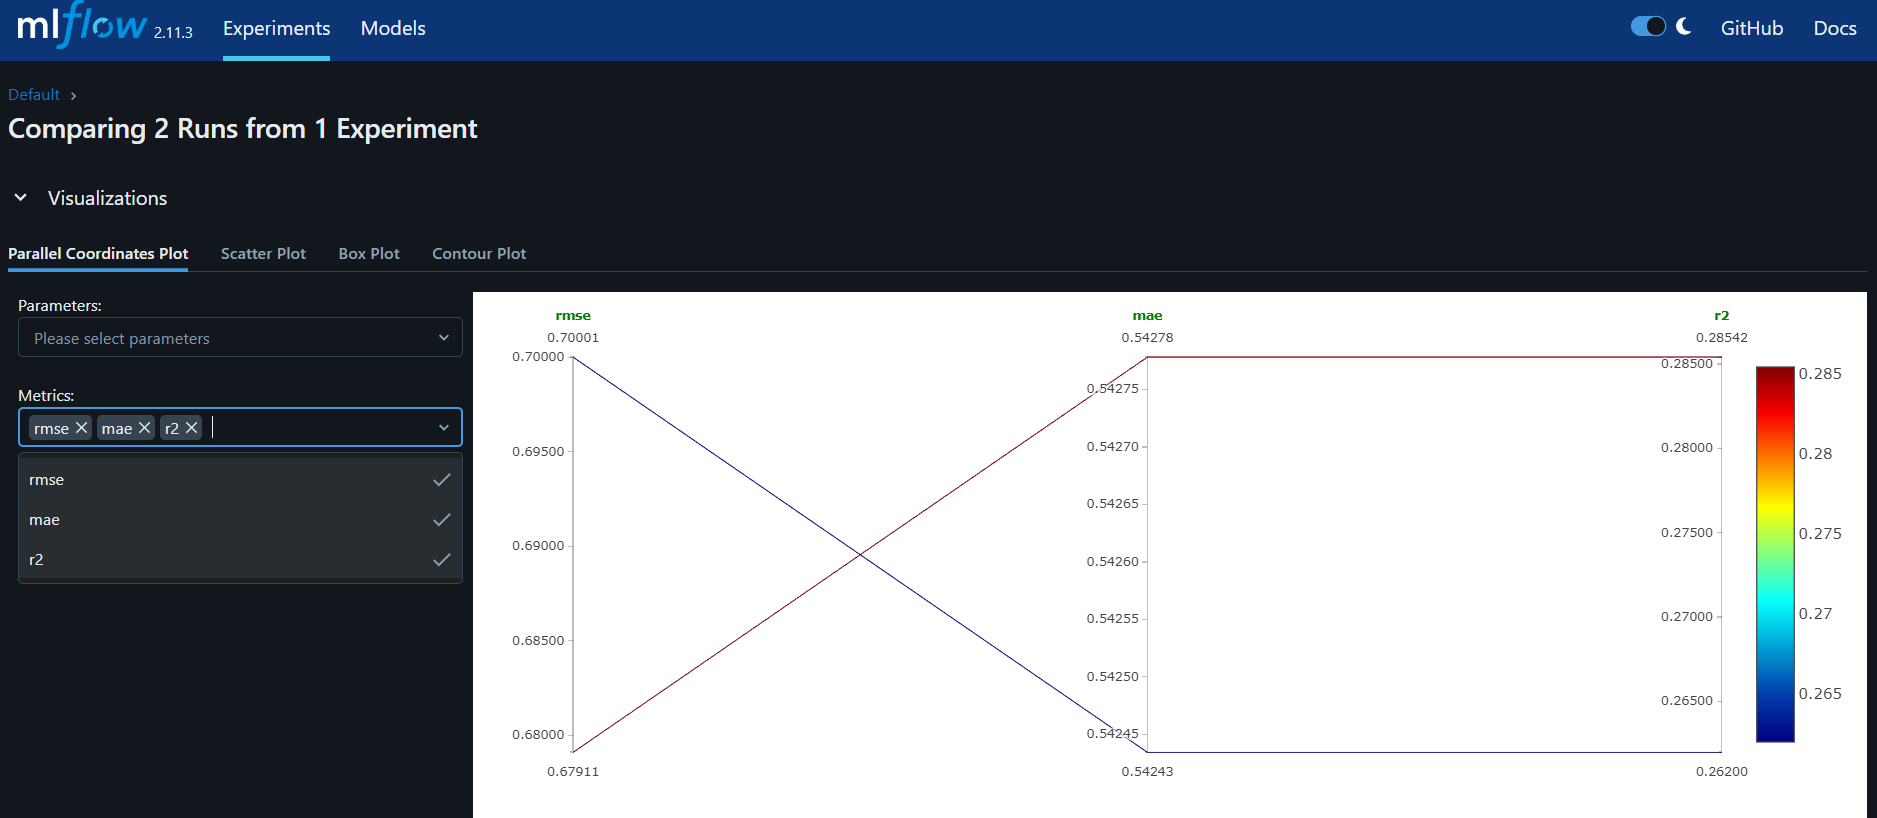 mlflow 2.11.3 Experiments Models GitHub Docs
Default ›
Comparing 2 Runs from 1 Experiment
Visualizations
Parallel Coordinates Plot Scatter Plot Box Plot Contour Plot
Parameters:
Please select parameters
Metrics:
rmse mae r2
rmse
mae
r2
rmse mae r2
0.70001 0.54278 0.28542
0.70000
0.69500
0.69000
0.68500
0.68000
0.67911
0.54275
0.54270
0.54265
0.54260
0.54255
0.54250
0.54245
0.54243
0.28500
0.28000
0.27500
0.27000
0.26500
0.26200
0.285
0.28
0.275
0.27
0.265